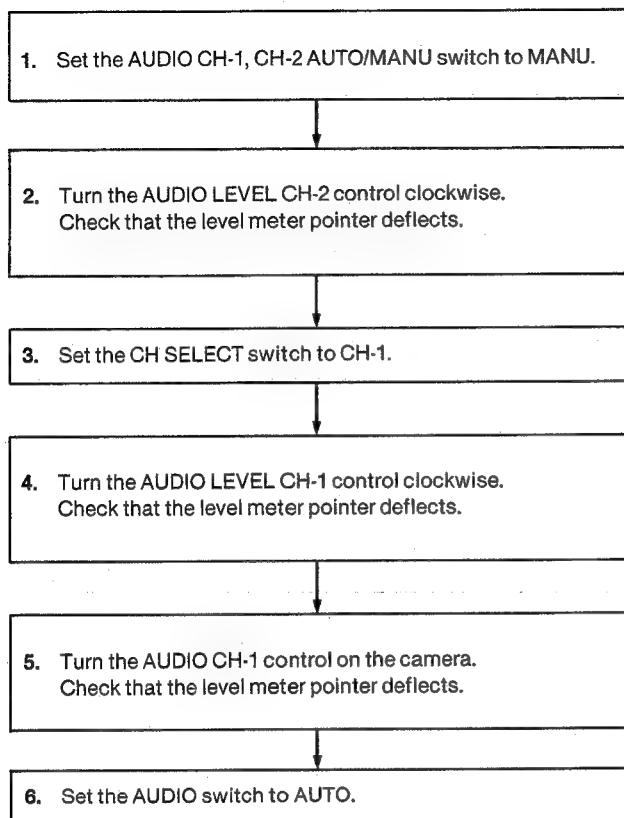 1. Set the AUDIO CH-1, CH-2 AUTO/MANU switch to MANU.
2. Turn the AUDIO LEVEL CH-2 control clockwise.
Check that the level meter pointer deflects.
3. Set the CH SELECT switch to CH-1.
4. Turn the AUDIO LEVEL CH-1 control clockwise.
Check that the level meter pointer deflects.
5. Turn the AUDIO CH-1 control on the camera.
Check that the level meter pointer deflects.
6. Set the AUDIO switch to AUTO.